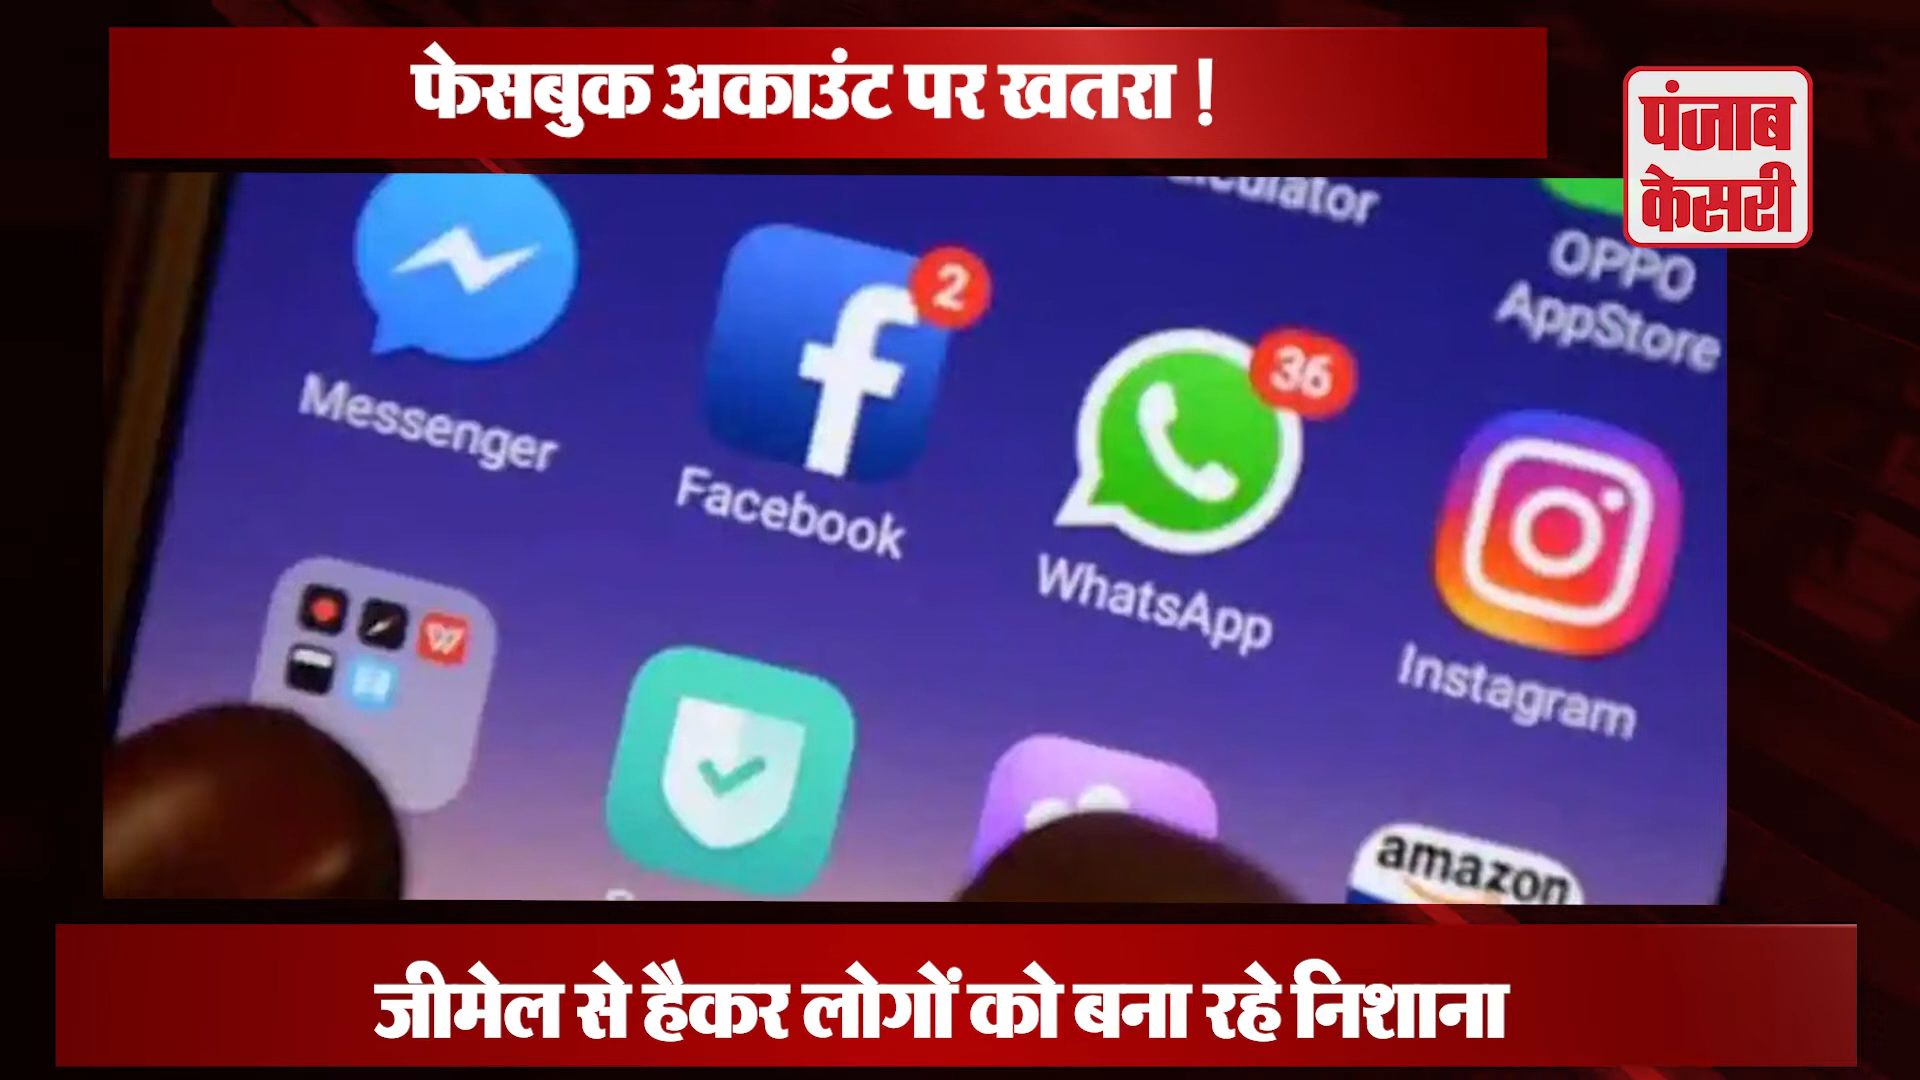 फेसबुक अकाउंट पर खतरा !
पंजाब
केसरी
OPPO
AppStore
2
36
Messenger
Facebook
WhatsApp
Instagram
amazon
जीमेल से हैकर लोगों को बना रहे निशाना